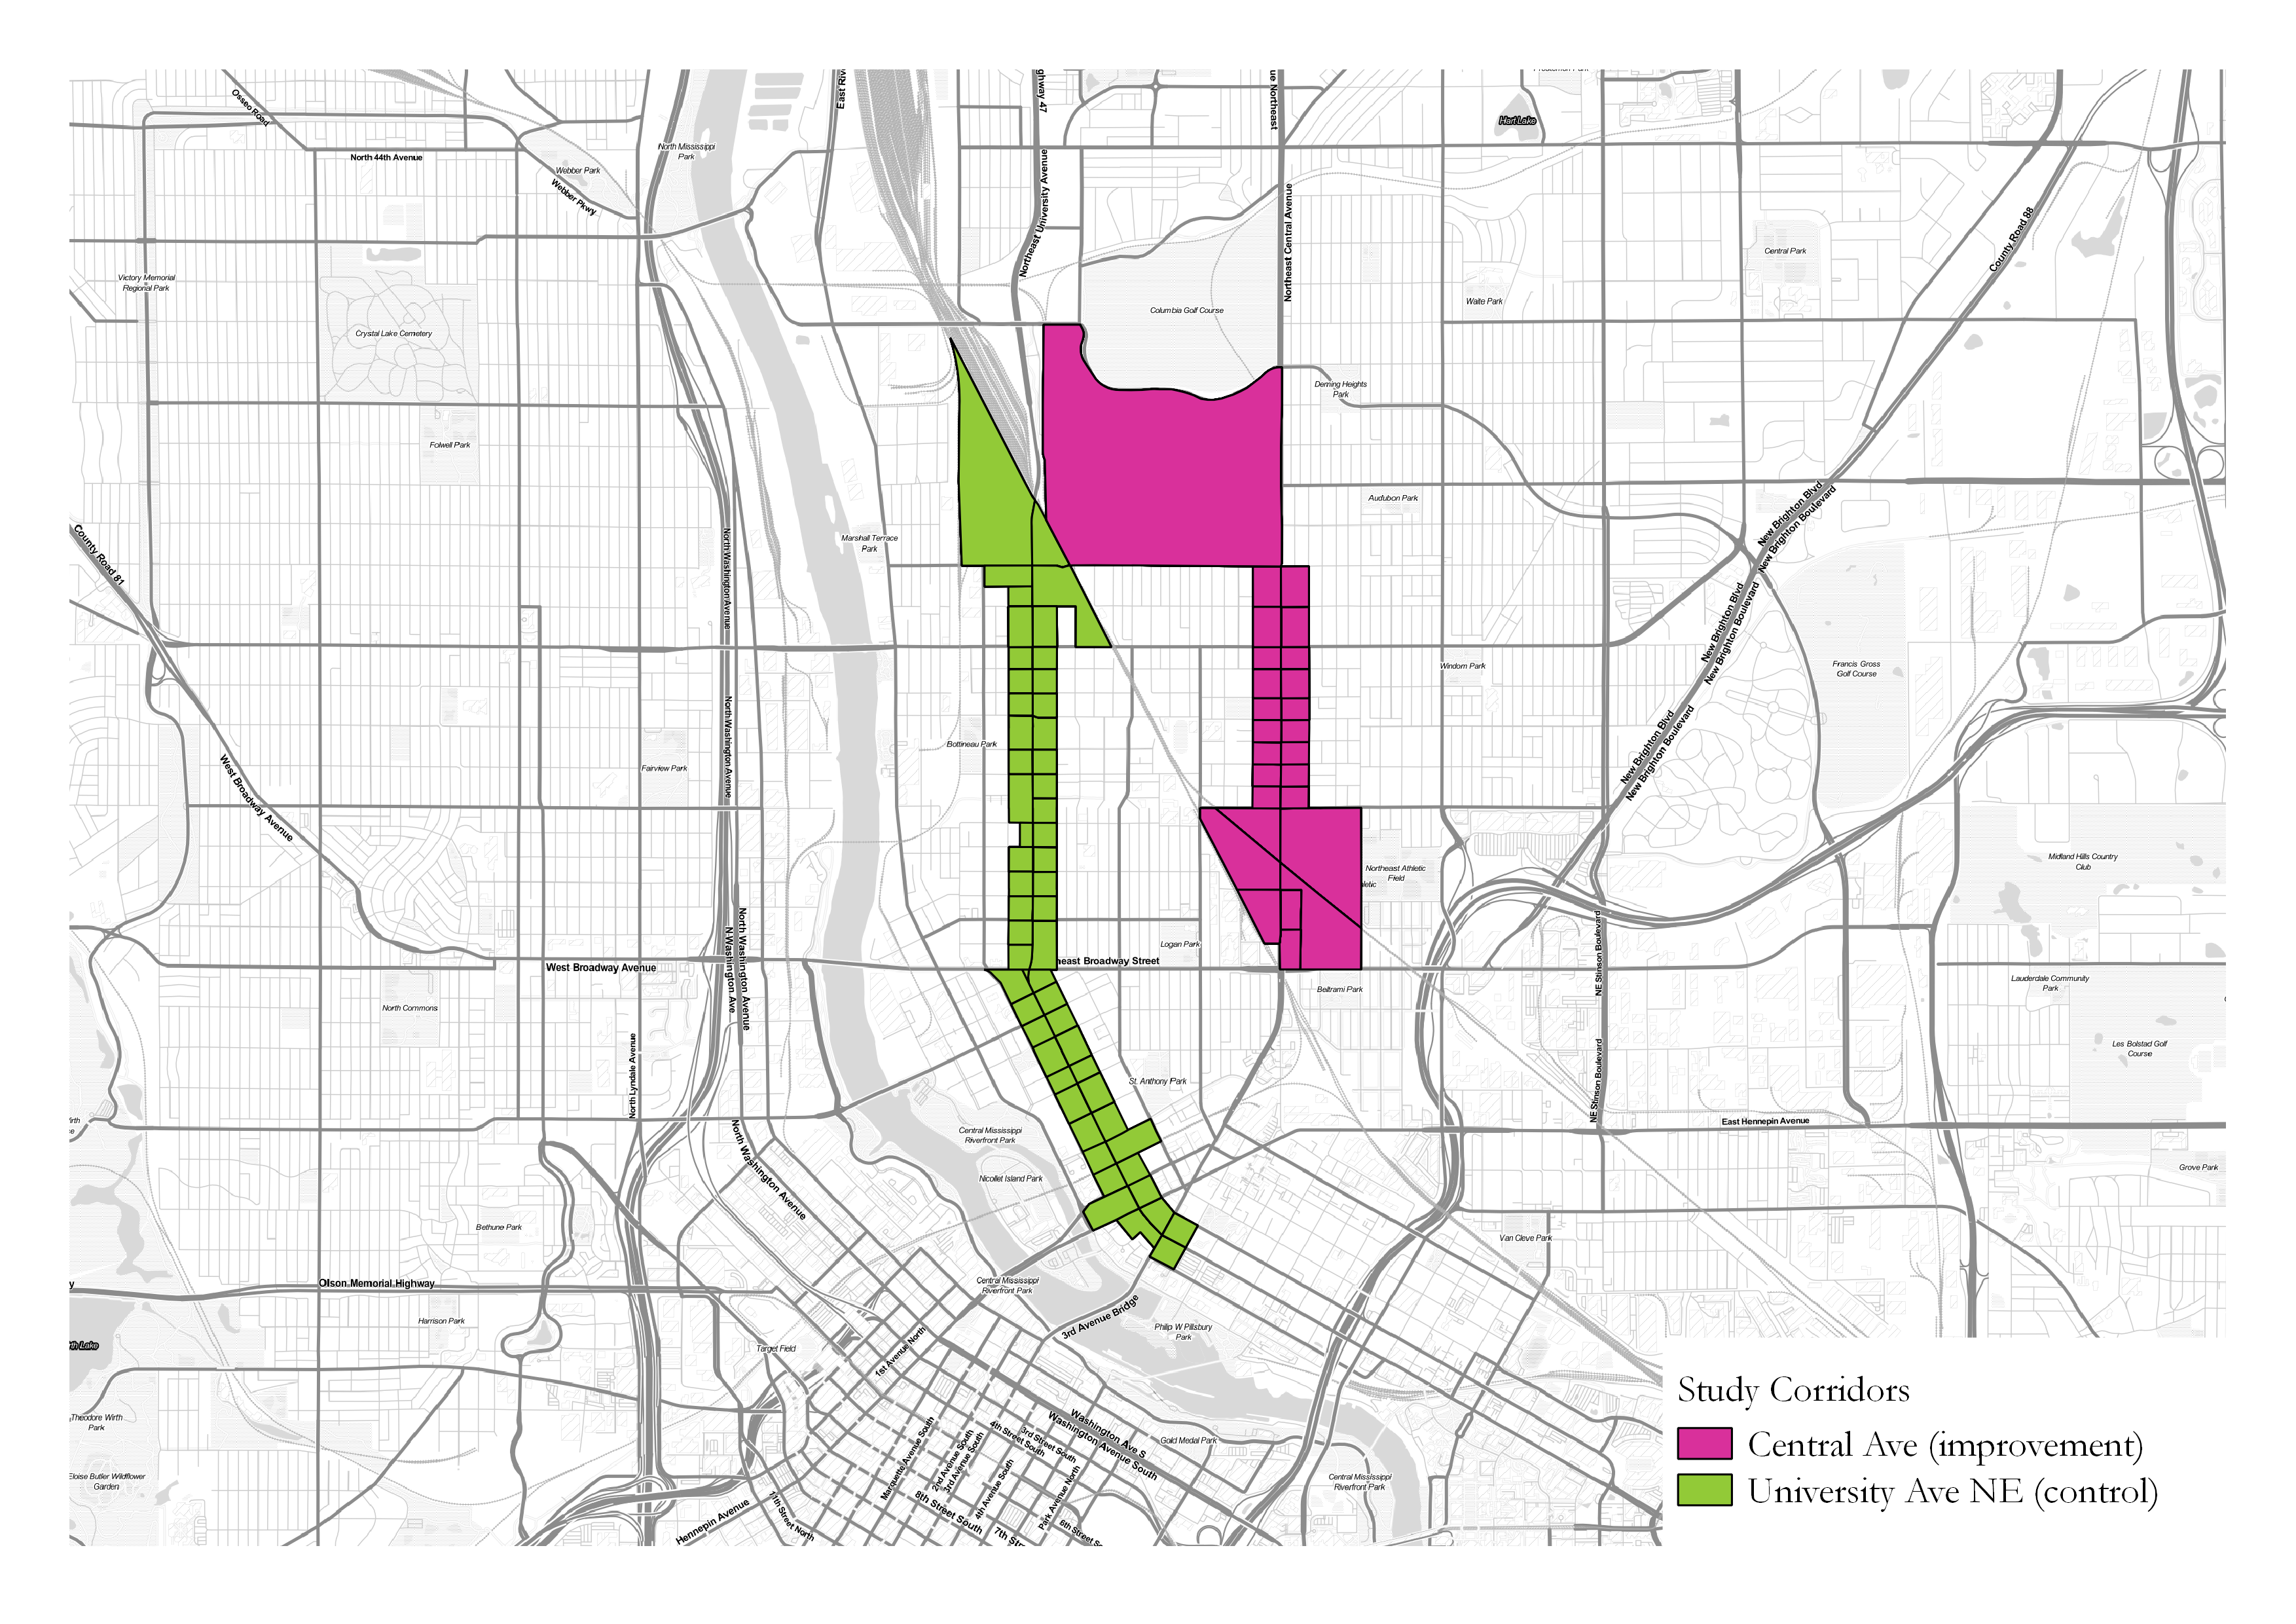 Osseo Road
North 44th Avenue
Webber Park
Webber Pkwy
North Mississippi
Park
East Riv
ghway 47
ue Northeast
Hart Lake
Northeast University Avenue
Northeast Central Avenue
Central Park
County Road 88
Victory Memorial
Regional Park
Crystal Lake Cemetery
Columbia Golf Course
Waite Park
Deming Heights
Park
Folwell Park
Audubon Park
New Brighton Blvd
New Brighton Boulevard
County Road 81
North Washington Avenue
Marshall Terrace
Park
New Brighton Blvd
New Brighton Boulevard
Windom Park
Francis Gross
Golf Course
North Washington Avenue
New Brighton Blvd
New Brighton Boulevard
Bottineau Park
Fairview Park
West Broadway Avenue
Northeast Athletic
Field
letic
Midland Hills Country
Club
North Washington Avenue
N Washington Ave
NE Stinson Boulevard
Logan Park
West Broadway Avenue
heast Broadway Street
Beltrami Park
Lauderdale Community
Park
North Commons
Les Bolstad Golf
Course
North Lyndale Avenue
NE Stinson Boulevard
St. Anthony Park
East Hennepin Avenue
Central Mississippi
Riverfront Park
North Washington Avenue
Nicollet Island Park
Grove Park
Bethune Park
Van Cleve Park
Olson Memorial Highway
Central Mississippi
Riverfront Park
Harrison Park
3rd Avenue Bridge
Philip W Pillsbury
Park
Target Field
1st Avenue North
Theodore Wirth
Park
Washington Ave S
Washington Avenue South
3rd Street South
4th Street South
Gold Medal Park
Marquette Avenue South
2nd Avenue South
3rd Avenue South
4th Avenue South
Park Avenue North
Eloise Butler Wildflower
Garden
Central Mississippi
Riverfront Park
8th Street South
11th Street North
Hennepin Avenue
7th Str
6th Street S
Study Corridors
Central Ave (improvement)
University Ave NE (control)